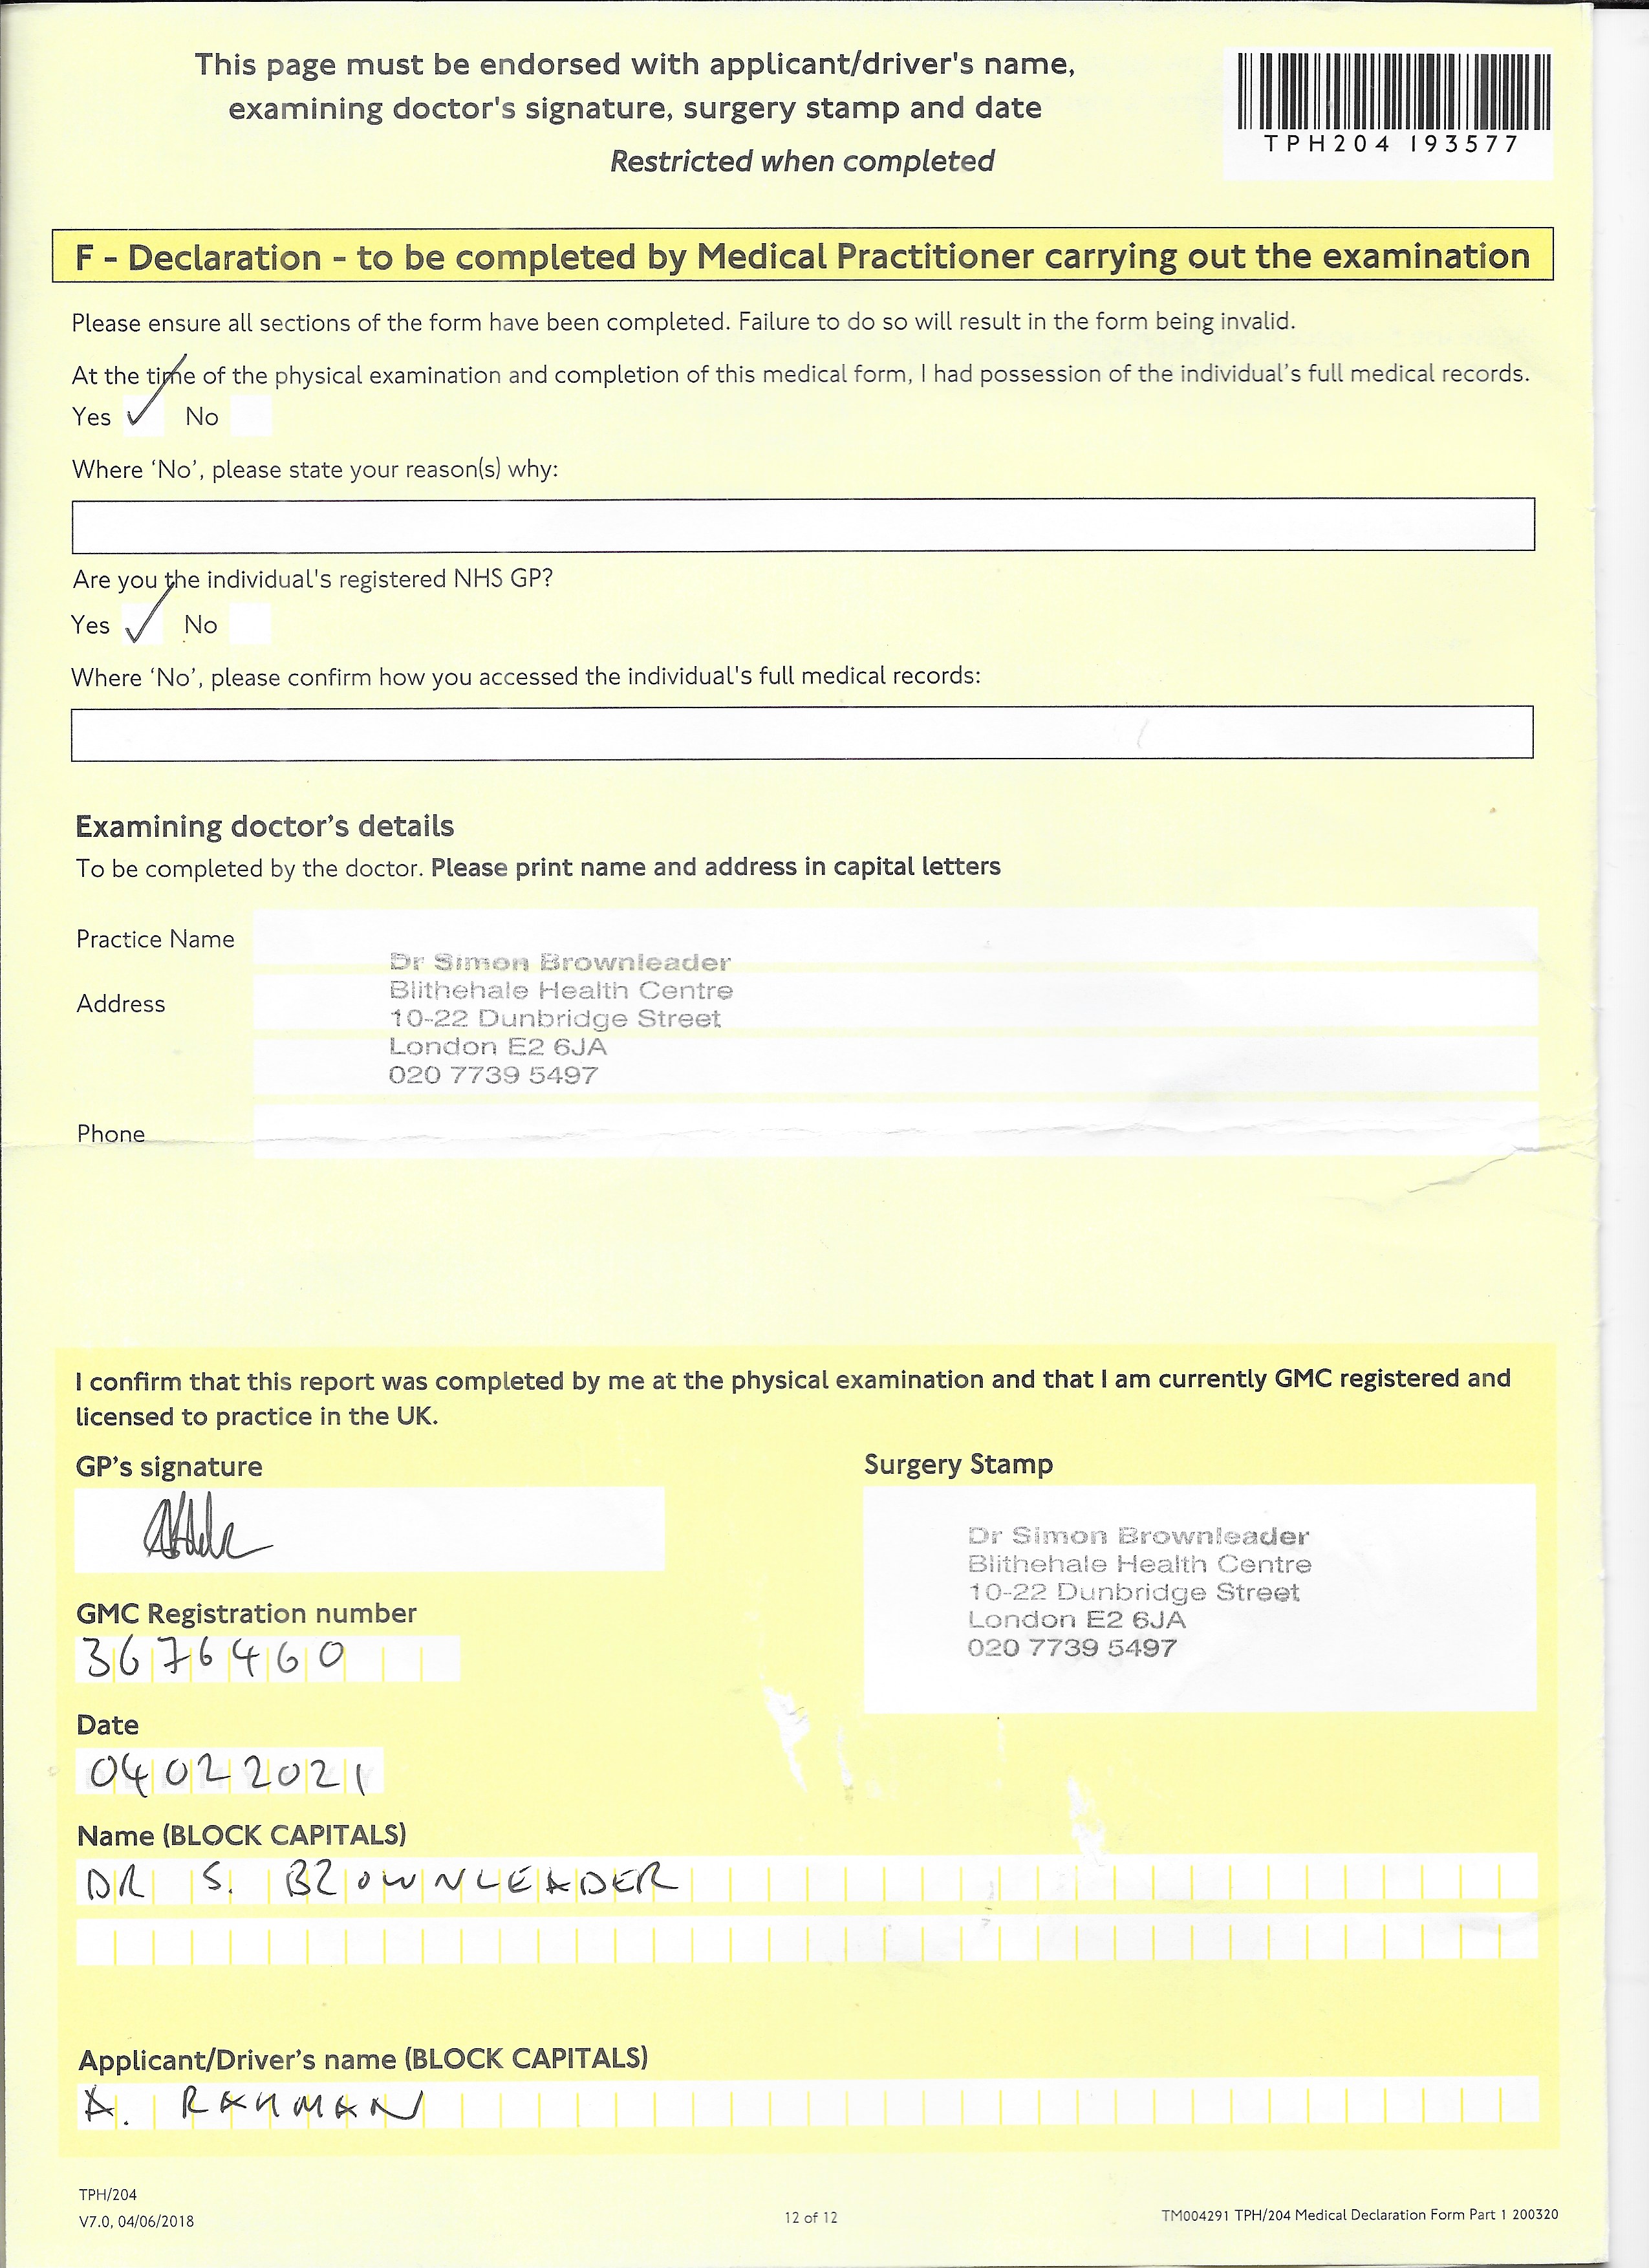 This page must be endorsed with applicant/driver's name,
examining doctor's signature, surgery stamp and date
Restricted when completed
TPH204 193577
F - Declaration - to be completed by Medical Practitioner carrying out the examination
Please ensure all sections of the form have been completed. Failure to do so will result in the form being invalid.
At the time of the physical examination and completion of this medical form, I had possession of the individual's full medical records.
Yes ✓ No
Where 'No', please state your reason(s) why:
Are you the individual's registered NHS GP?
Yes ✓ No
Where 'No', please confirm how you accessed the individual's full medical records:
Examining doctor's details
To be completed by the doctor. Please print name and address in capital letters
Practice Name
Dr Simon Brownleader
Blithehale Health Centre
Address
10-22 Dunbridge Street
London E2 6JA
020 7739 5497
Phone
I confirm that this report was completed by me at the physical examination and that I am currently GMC registered and
licensed to practice in the UK.
GP's signature
Surgery Stamp
Dr Simon Brownleader
Blithehale Health Centre
10-22 Dunbridge Street
London E2 6JA
020 7739 5497
GMC Registration number
3676460
Date
04022021
Name (BLOCK CAPITALS)
DR S. BROWNLEADER
Applicant/Driver's name (BLOCK CAPITALS)
A. RAHMAN
TPH/204
V7.0, 04/06/2018
12 of 12
TM004291 TPH/204 Medical Declaration Form Part 1 200320